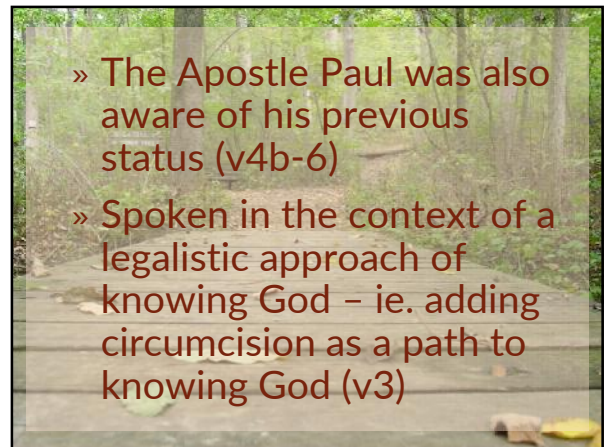 » The Apostle Paul was also
aware of his previous
status (v4b-6)
» Spoken in the context of a
legalistic approach of
knowing God – ie. adding
circumcision as a path to
knowing God (v3)